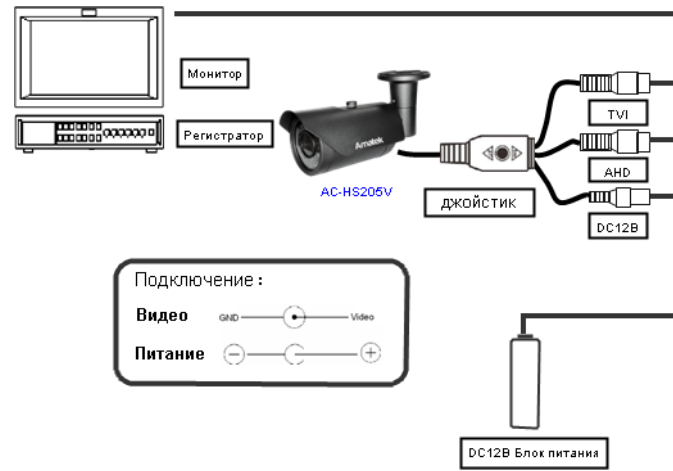 Монитор
Регистратор
Amatek
AC-HS205V
джойстик
TVI
AHD
DC12В
Подключение :
Видео GND Video
Питание
DC12В Блок питания